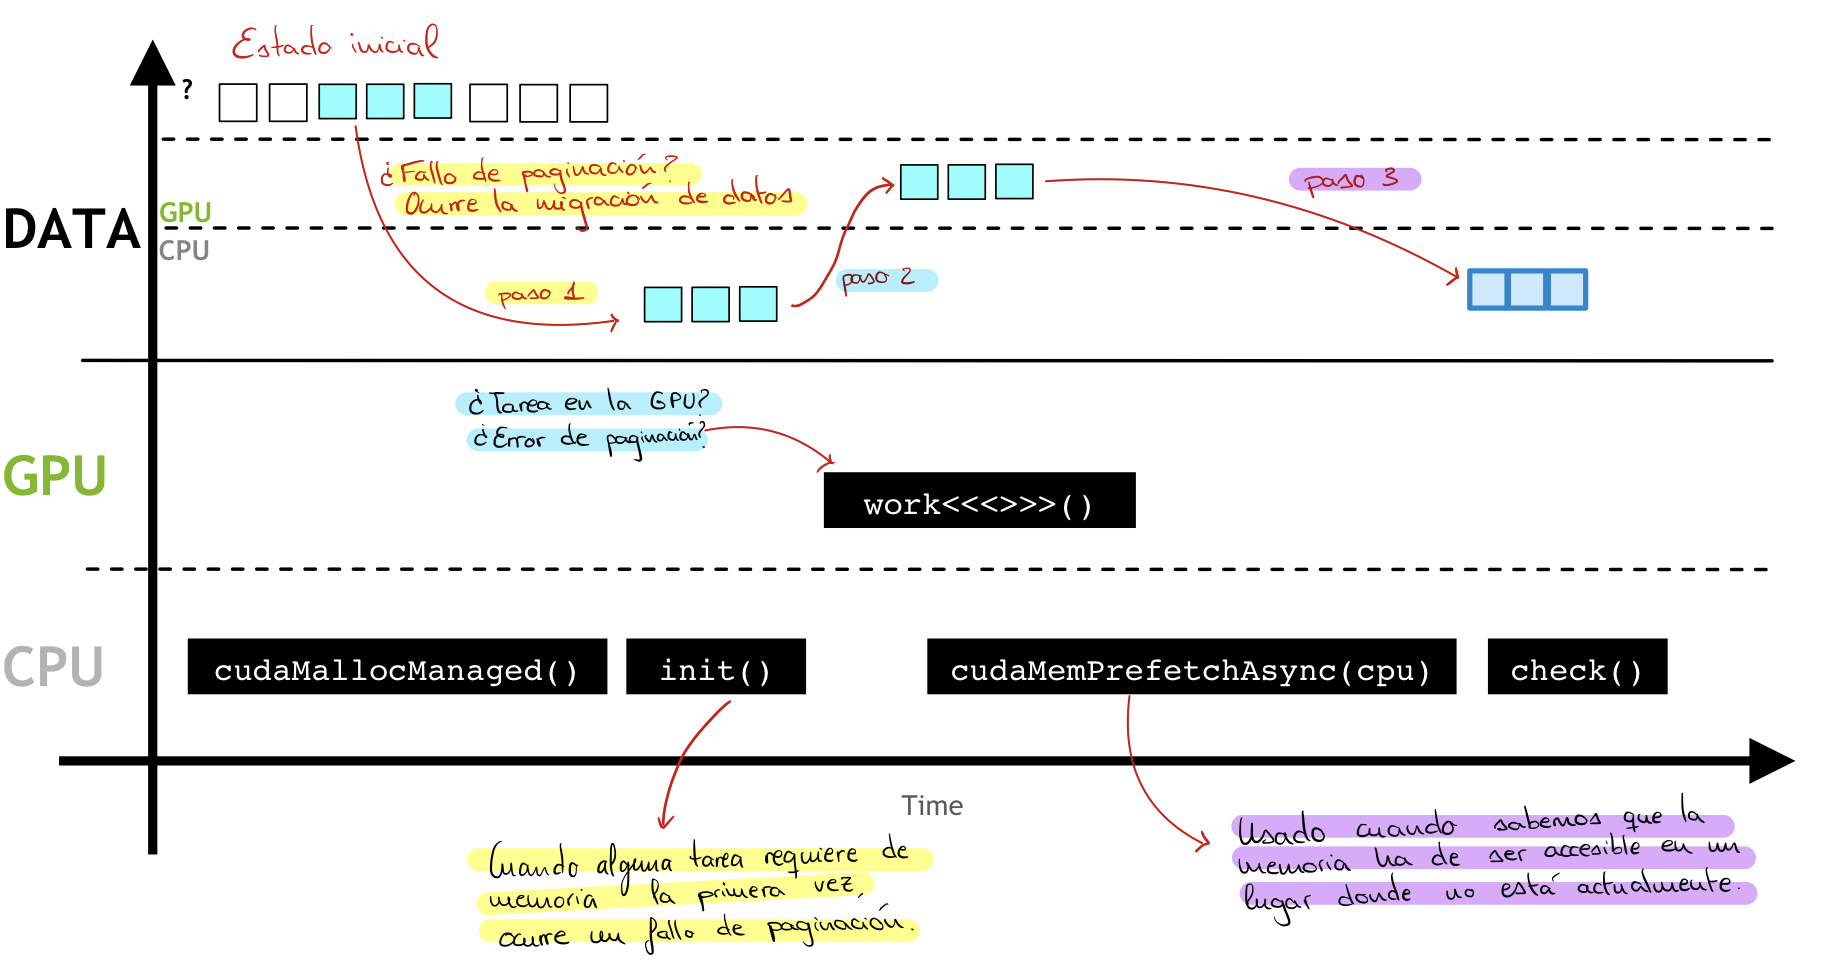 Estado inicial
?
¿Fallo de paginación?
Ocurre la migración de datos
paso 3
DATA
GPU
CPU
paso 1
paso 2
¿Tarea en la GPU?
¿Error de paginación?
GPU
work<<<>>>()
CPU
cudaMallocManaged()
init()
cudaMemPrefetchAsync(cpu)
check()
Time
Cuando alguna tarea requiere de
memoria la primera vez,
ocurre un fallo de paginación.
Usado cuando sabemos que la
memoria ha de ser accesible en un
lugar donde no está actualmente.